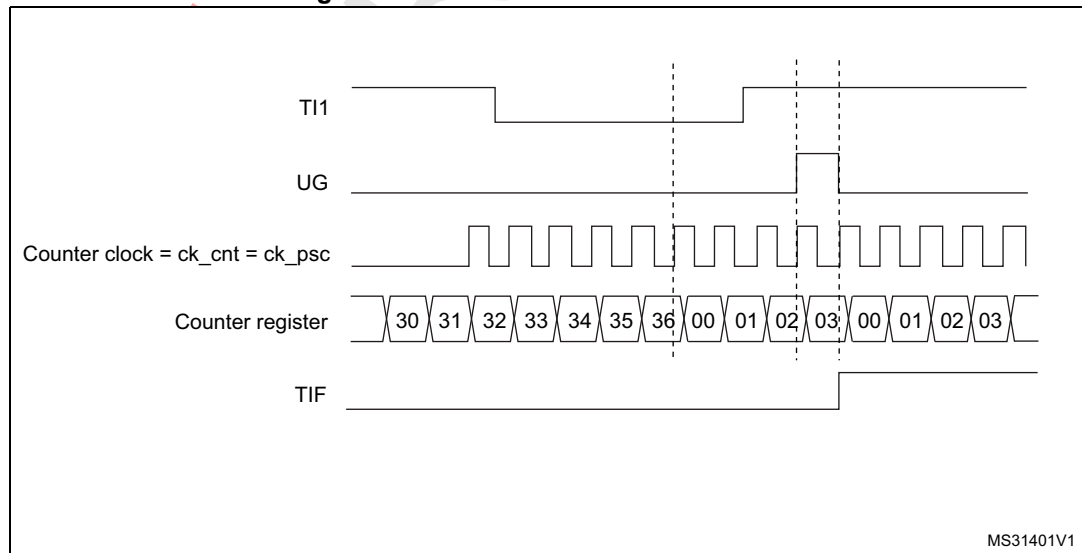 TI1
UG
Counter clock = ck_cnt = ck_psc
Counter register 30 31 32 33 34 35 36 00 01 02 03 00 01 02 03
TIF
MS31401V1